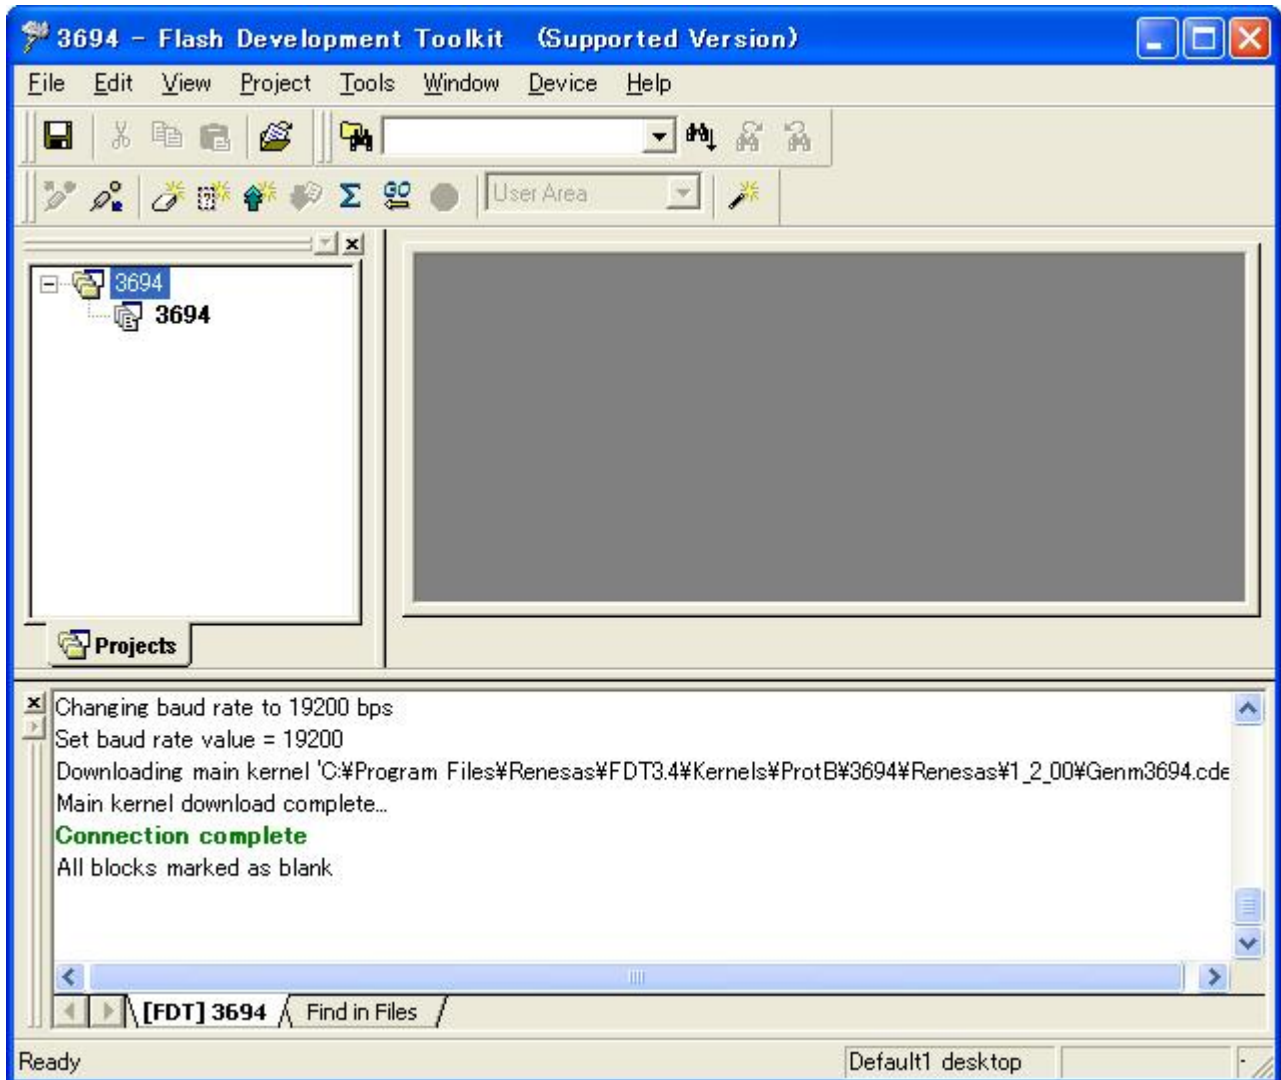 3694 - Flash Development Toolkit (Supported Version)
File Edit View Project Tools Window Device Help
GO User Area
3694
3694
Projects
Changing baud rate to 19200 bps
Set baud rate value = 19200
Downloading main kernel 'C:¥Program Files¥Renesas¥FDT3.4¥Kernels¥ProtB¥3694¥Renesas¥1_2_00¥Genm3694.cde
Main kernel download complete...
Connection complete
All blocks marked as blank
[FDT] 3694 Find in Files
Ready Default1 desktop